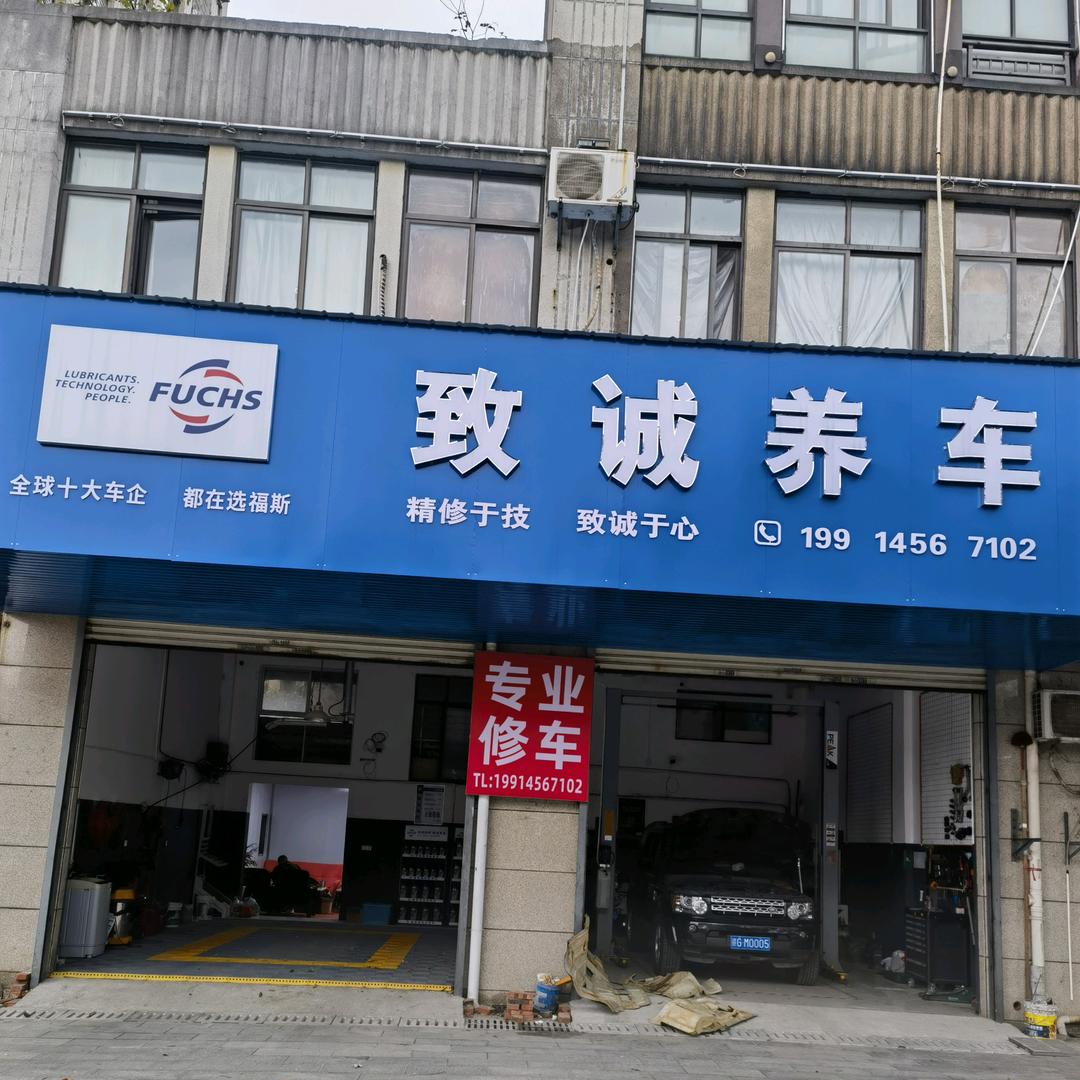 LUBRICANTS.
TECHNOLOGY.
PEOPLE.
FUCHS
致诚养车
全球十大车企 都在选福斯
精修于技 致诚于心 199 1456 7102
专业
修车
TL:19914567102